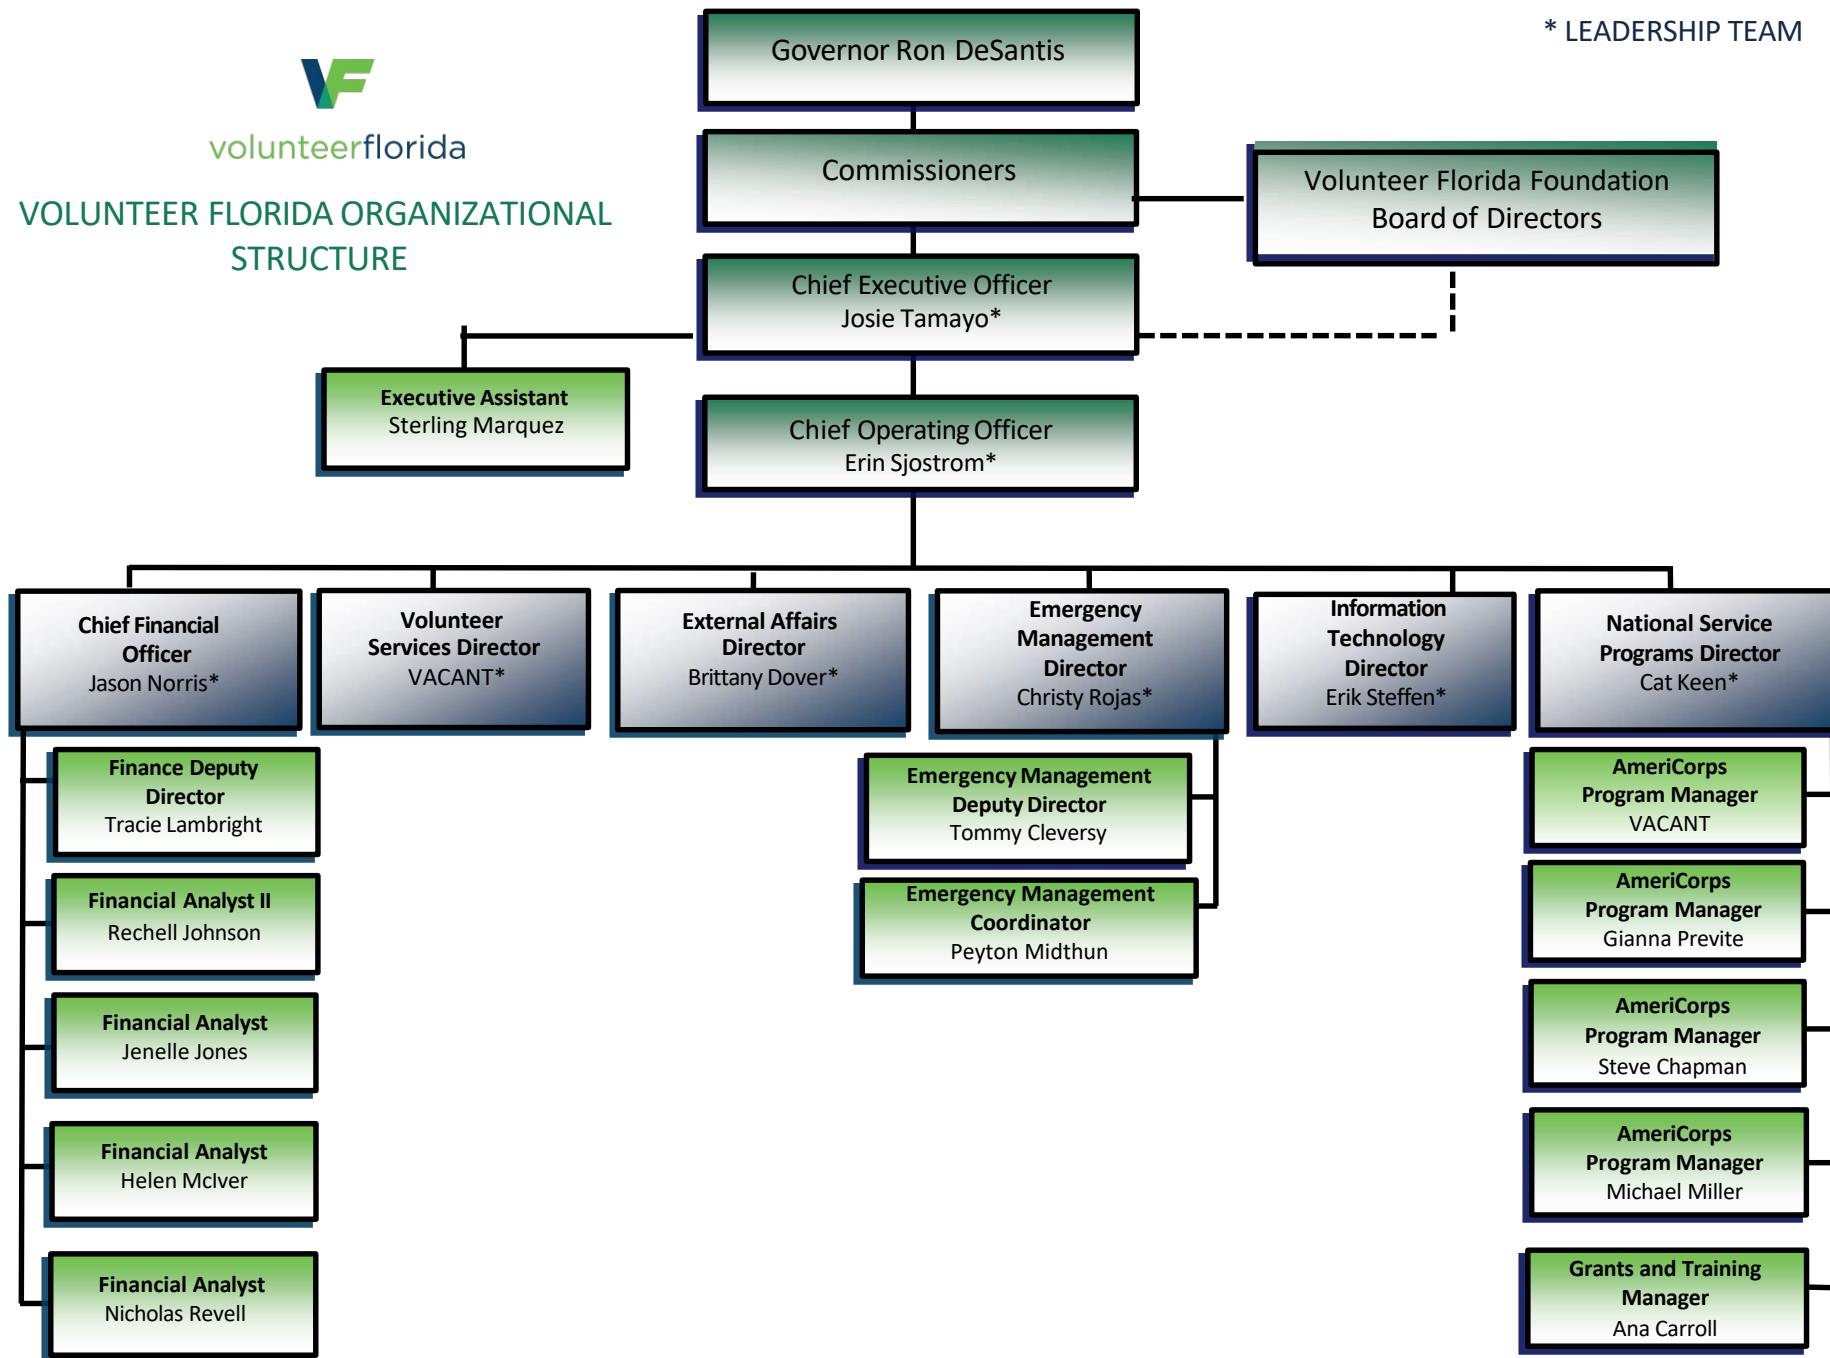 * LEADERSHIP TEAM
Governor Ron DeSantis
volunteerflorida
VOLUNTEER FLORIDA ORGANIZATIONAL
STRUCTURE
Commissioners
Volunteer Florida Foundation
Board of Directors
Chief Executive Officer
Josie Tamayo*
Executive Assistant
Sterling Marquez
Chief Operating Officer
Erin Sjostrom*
Chief Financial
Officer
Jason Norris*
Volunteer
Services Director
VACANT*
External Affairs
Director
Brittany Dover*
Emergency
Management
Director
Christy Rojas*
Information
Technology
Director
Erik Steffen*
National Service
Programs Director
Cat Keen*
Finance Deputy
Director
Tracie Lambright
Financial Analyst II
Rechell Johnson
Financial Analyst
Jenelle Jones
Financial Analyst
Helen McIver
Financial Analyst
Nicholas Revell
Emergency Management
Deputy Director
Tommy Cleversy
Emergency Management
Coordinator
Peyton Midthun
AmeriCorps
Program Manager
VACANT
AmeriCorps
Program Manager
Gianna Previte
AmeriCorps
Program Manager
Steve Chapman
AmeriCorps
Program Manager
Michael Miller
Grants and Training
Manager
Ana Carroll